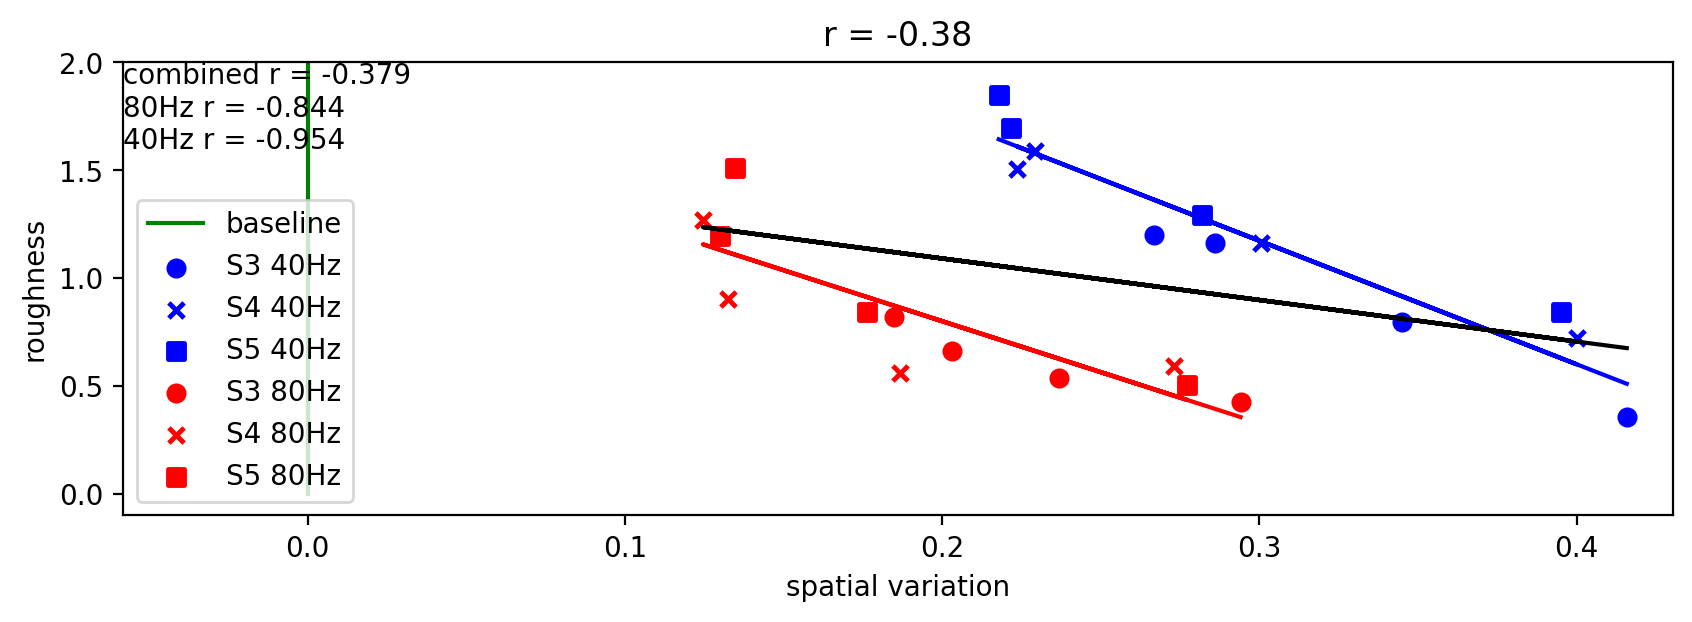 r = -0.38
combined r = -0.379
80Hz r = -0.844
40Hz r = -0.954
2.0
1.5
1.0
0.5
0.0
roughness
baseline
S3 40Hz
S4 40Hz
S5 40Hz
S3 80Hz
S4 80Hz
S5 80Hz
0.0 0.1 0.2 0.3 0.4
spatial variation